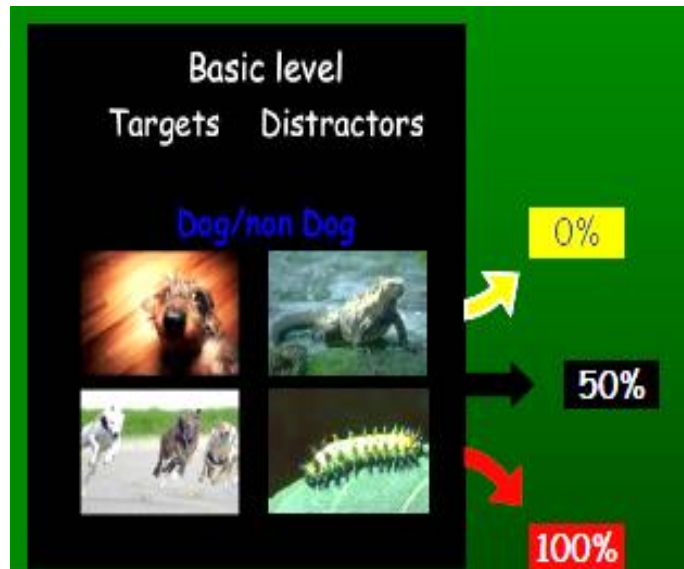 Basic level
Targets Distractors
Dog/non Dog
0%
50%
100%